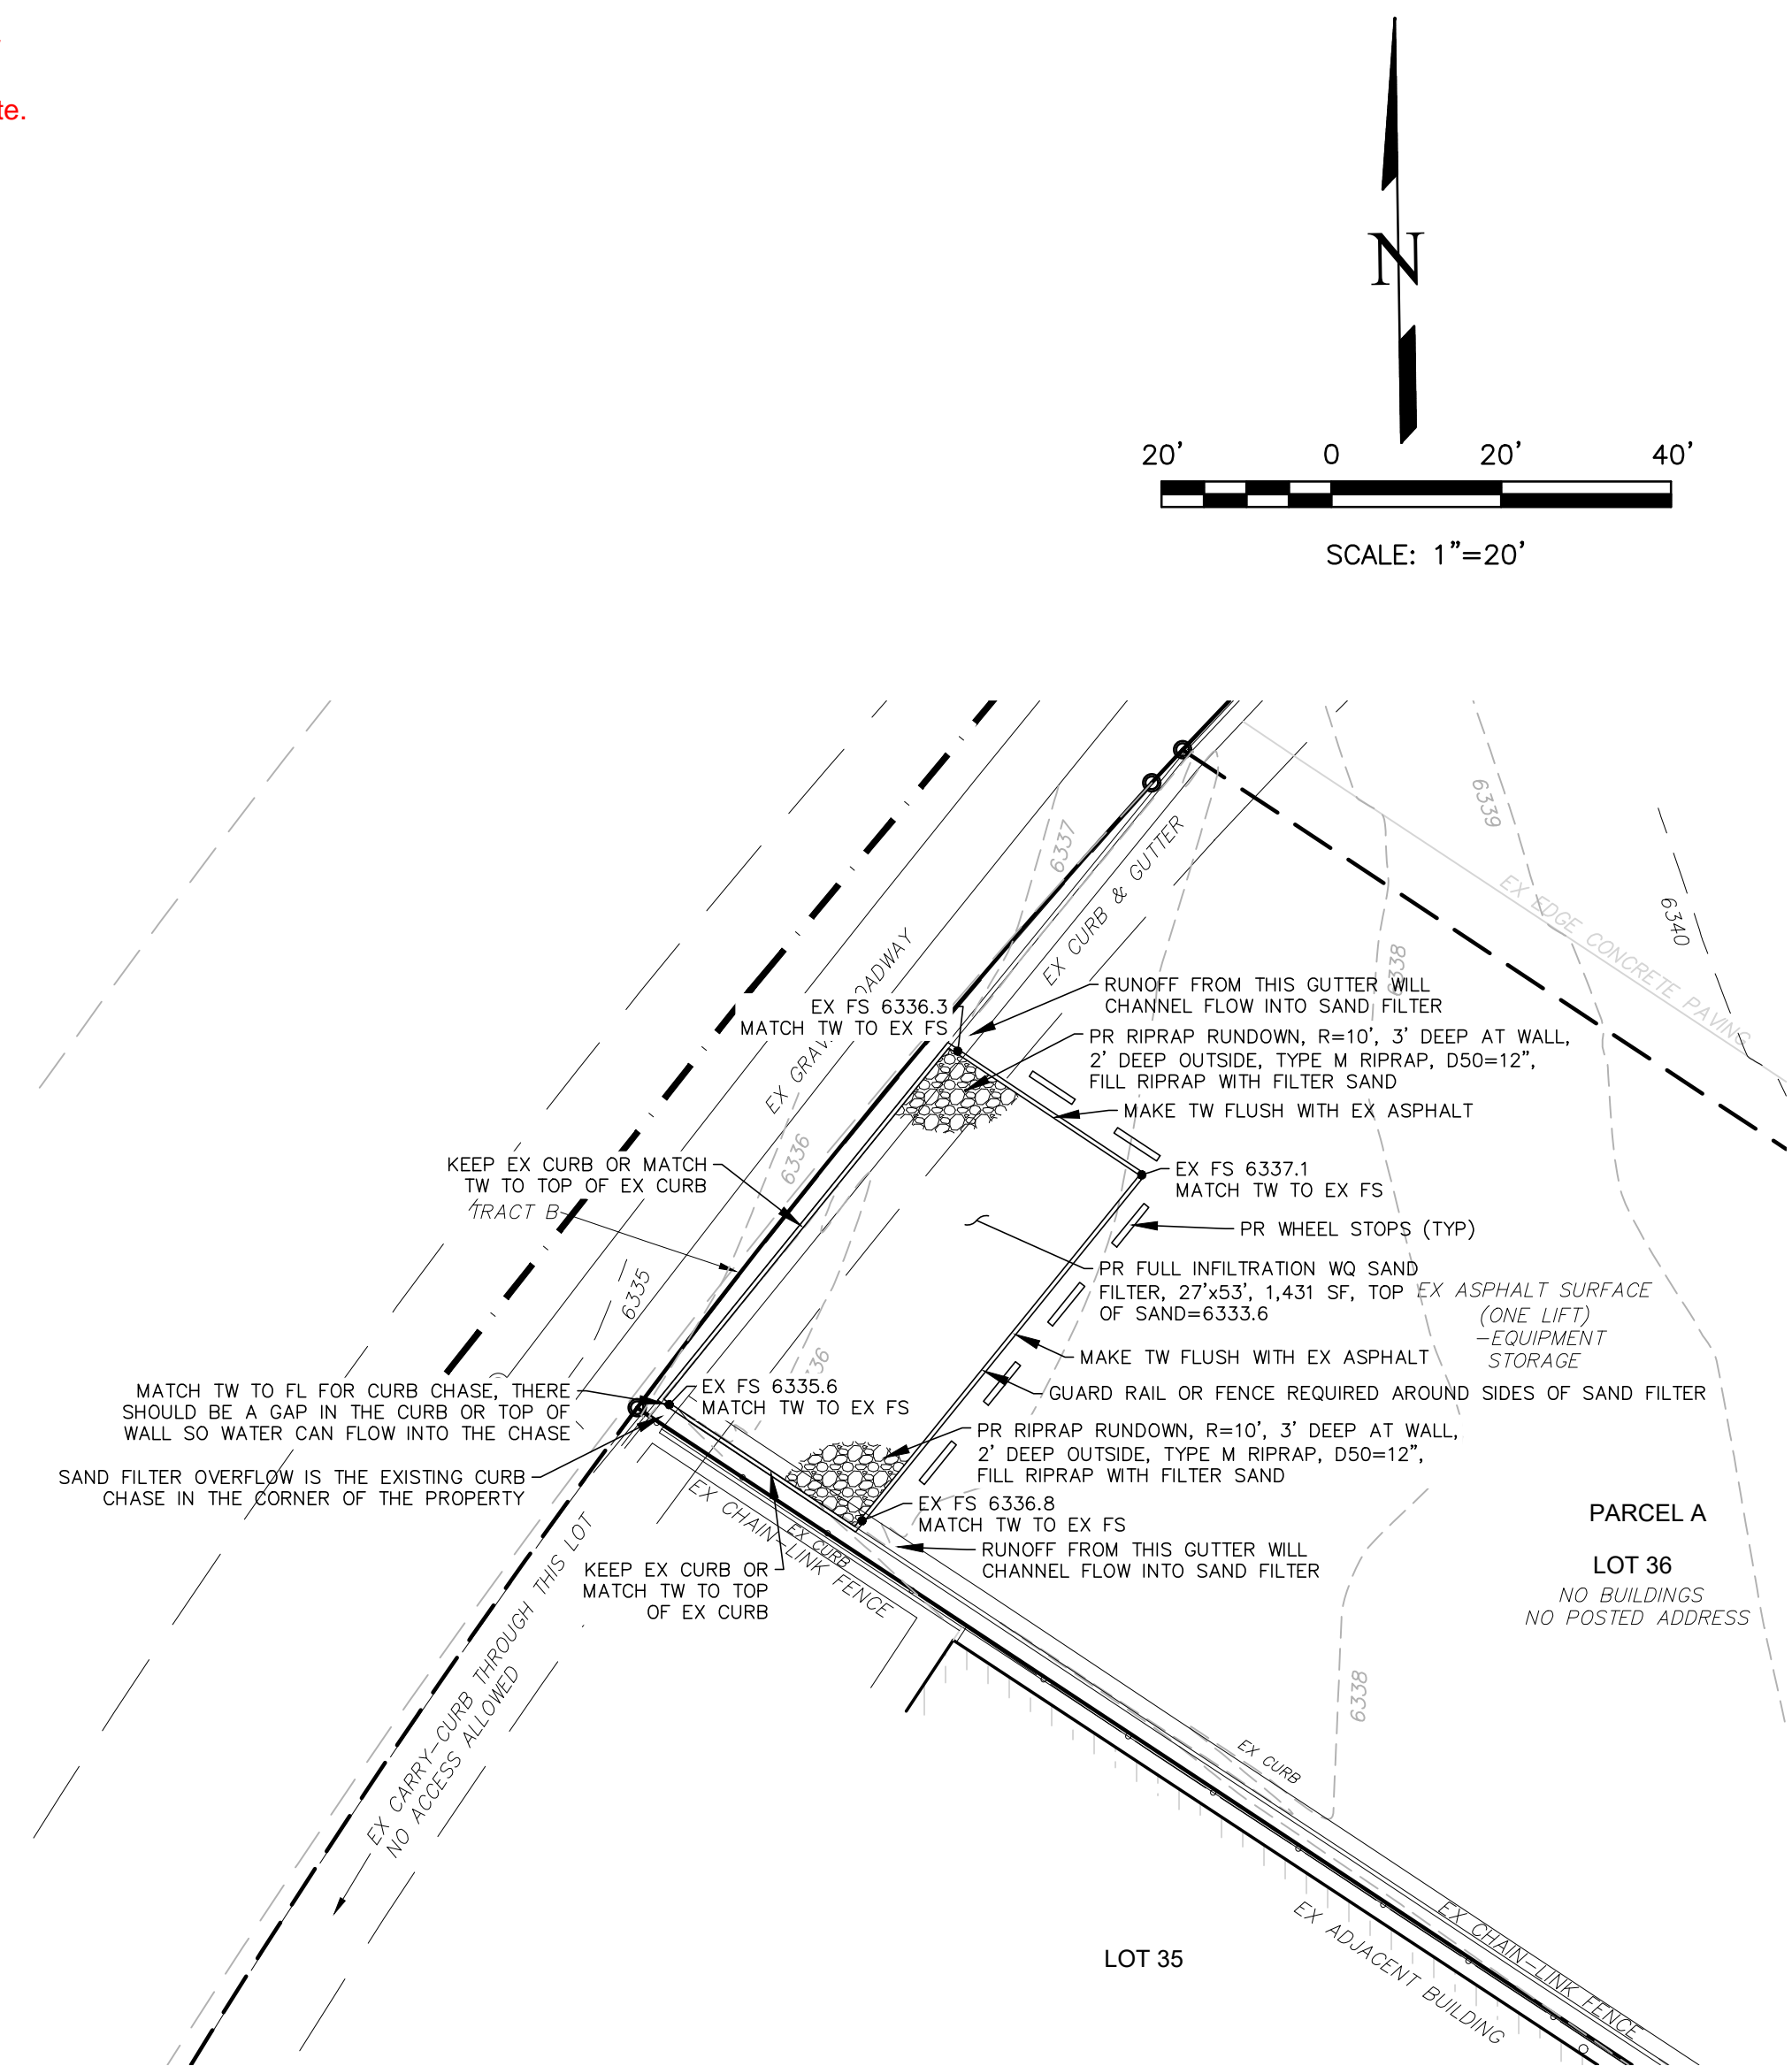 te.
N
20' 0 20' 40'
SCALE: 1"=20'
6337
6339
EX CURB & GUTTER
EX EDGE CONCRETE PAVING
6340
6338
EX FS 6336.3
MATCH TW TO EX FS
RUNOFF FROM THIS GUTTER WILL
CHANNEL FLOW INTO SAND FILTER
PR RIPRAP RUNDOWN, R=10', 3' DEEP AT WALL,
2' DEEP OUTSIDE, TYPE M RIPRAP, D50=12",
FILL RIPRAP WITH FILTER SAND
MAKE TW FLUSH WITH EX ASPHALT
6336
KEEP EX CURB OR MATCH
TW TO TOP OF EX CURB
TRACT B
EX FS 6337.1
MATCH TW TO EX FS
PR WHEEL STOPS (TYP)
PR FULL INFILTRATION WQ SAND
FILTER, 27'x53', 1,431 SF, TOP
OF SAND=6333.6
EX ASPHALT SURFACE
(ONE LIFT)
-EQUIPMENT
STORAGE
6335
36
MAKE TW FLUSH WITH EX ASPHALT
GUARD RAIL OR FENCE REQUIRED AROUND SIDES OF SAND FILTER
MATCH TW TO FL FOR CURB CHASE, THERE
SHOULD BE A GAP IN THE CURB OR TOP OF
WALL SO WATER CAN FLOW INTO THE CHASE
EX FS 6335.6
MATCH TW TO EX FS
SAND FILTER OVERFLOW IS THE EXISTING CURB
CHASE IN THE CORNER OF THE PROPERTY
PR RIPRAP RUNDOWN, R=10', 3' DEEP AT WALL,
2' DEEP OUTSIDE, TYPE M RIPRAP, D50=12",
FILL RIPRAP WITH FILTER SAND
EX FS 6336.8
MATCH TW TO EX FS
RUNOFF FROM THIS GUTTER WILL
CHANNEL FLOW INTO SAND FILTER
EX CURB
EX CHAIN-LINK FENCE
KEEP EX CURB OR
MATCH TW TO TOP
OF EX CURB
PARCEL A
LOT 36
NO BUILDINGS
NO POSTED ADDRESS
EX CARRY-CURB THROUGH THIS LOT
NO ACCESS ALLOWED
6338
EX CURB
EX CHAIN-LINK FENCE
EX ADJACENT BUILDING
LOT 35